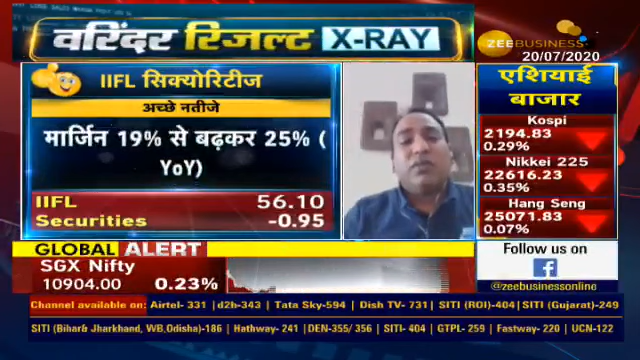 वरिंदर रिजल्ट X-RAY
ZEEBUSINESS
20/07/2020
IIFL सिक्योरिटीज
अच्छे नतीजे
मार्जिन 19% से बढ़कर 25% (
YoY)
IIFL 56.10
Securities -0.95
एशियाई
बाजार
Kospi
2194.83
0.29%
Nikkei 225
22616.23
0.35%
Hang Seng
25071.83
0.07%
GLOBAL ALERT
SGX Nifty
10904.00 0.23%
Follow us on
f
@zeebusinessonline
Channel available on: Airtel- 331 | d2h-343 | Tata Sky-594 | Dish TV- 731| SITI (ROI)-404| SITI (Gujarat)-249
SITI (Bihar& Jharkhand, WB,Odisha)-186 | Hathway- 241 |DEN-355/ 356 | SITI- 404 | GTPL- 259 | Fastway- 220 | UCN-122